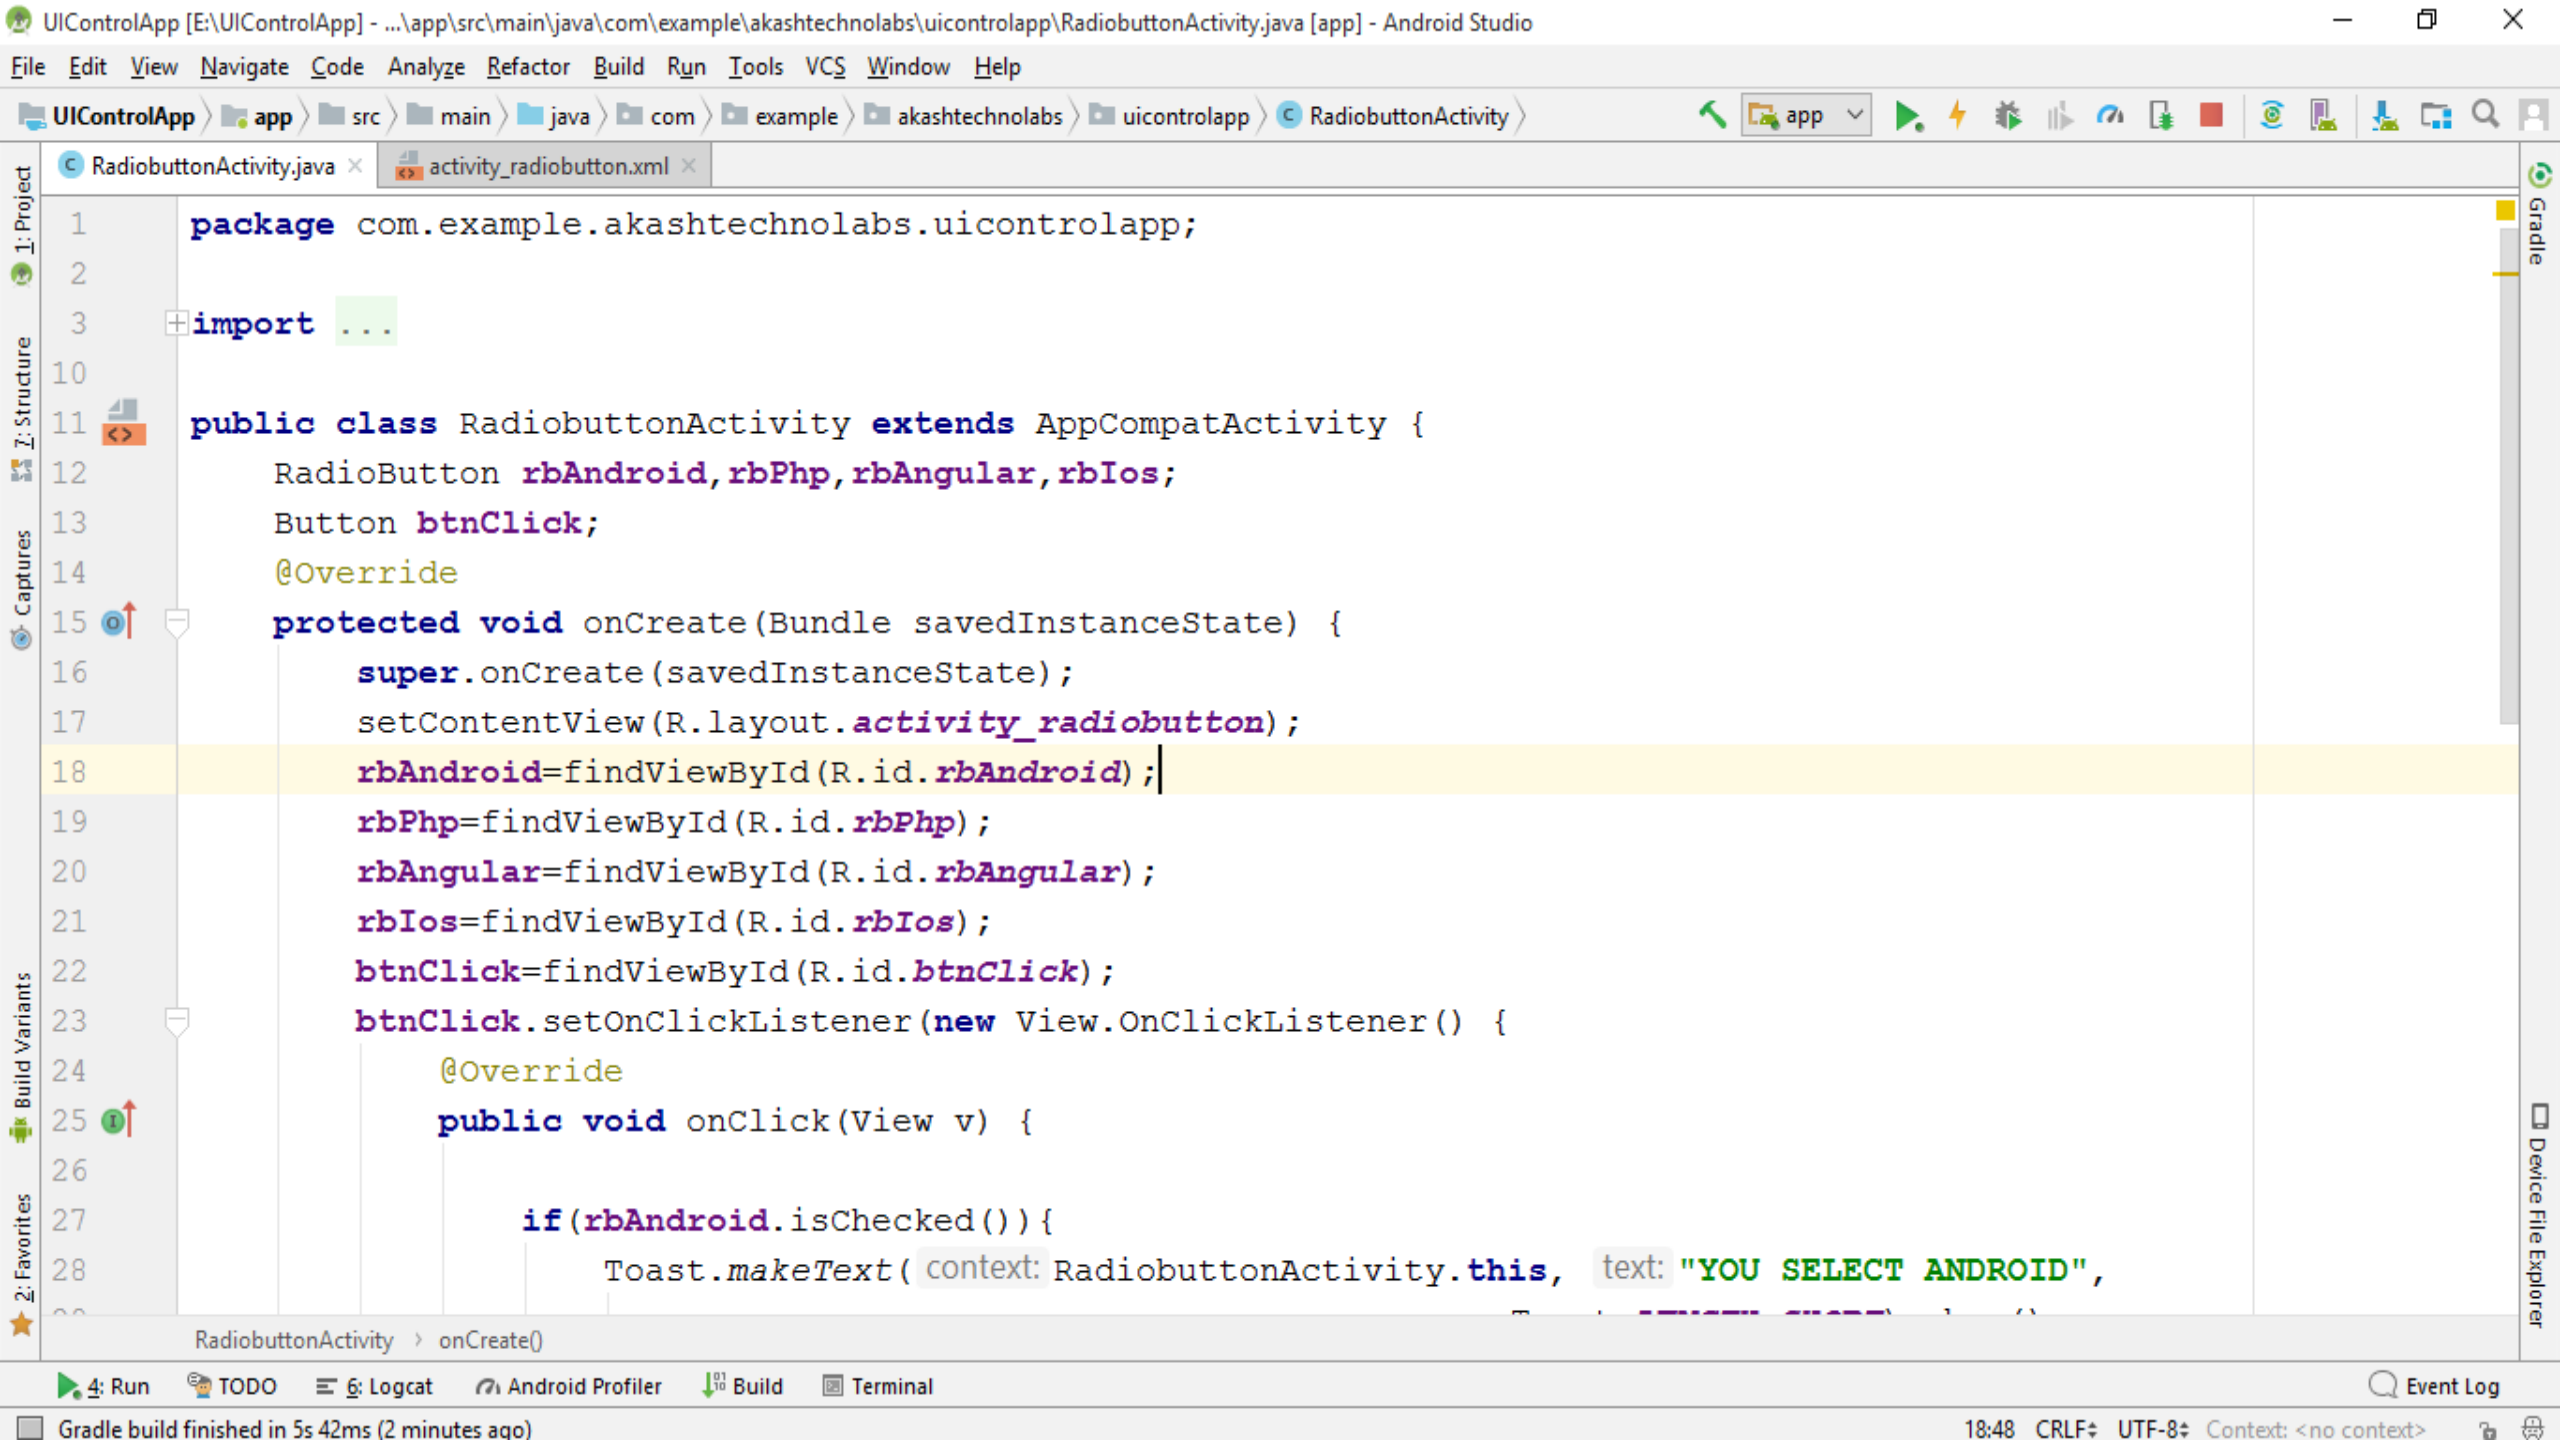 UIControlApp [E:\UIControlApp] - ...\app\src\main\java\com\example\akashtechnolabs\uicontrolapp\RadiobuttonActivity.java [app] - Android Studio
File Edit View Navigate Code Analyze Refactor Build Run Tools VCS Window Help
UIControlApp app src main java com example akashtechnolabs uicontrolapp RadiobuttonActivity app
RadiobuttonActivity.java activity_radiobutton.xml
1: Project
7: Structure
Captures
Build Variants
2: Favorites
1 package com.example.akashtechnolabs.uicontrolapp;
2
3 import ...
10
11 public class RadiobuttonActivity extends AppCompatActivity {
12 RadioButton rbAndroid,rbPhp,rbAngular,rbIos;
13 Button btnClick;
14 @Override
15 protected void onCreate(Bundle savedInstanceState) {
16 super.onCreate(savedInstanceState);
17 setContentView(R.layout.activity_radiobutton);
18 rbAndroid=findViewById(R.id.rbAndroid);
19 rbPhp=findViewById(R.id.rbPhp);
20 rbAngular=findViewById(R.id.rbAngular);
21 rbIos=findViewById(R.id.rbIos);
22 btnClick=findViewById(R.id.btnClick);
23 btnClick.setOnClickListener(new View.OnClickListener() {
24 @Override
25 public void onClick(View v) {
26
27 if(rbAndroid.isChecked()){
28 Toast.makeText( context: RadiobuttonActivity.this, text: "YOU SELECT ANDROID",
Gradle
Device File Explorer
RadiobuttonActivity > onCreate()
4: Run TODO 6: Logcat Android Profiler Build Terminal Event Log
Gradle build finished in 5s 42ms (2 minutes ago) 18:48 CRLF UTF-8 Context: <no context>